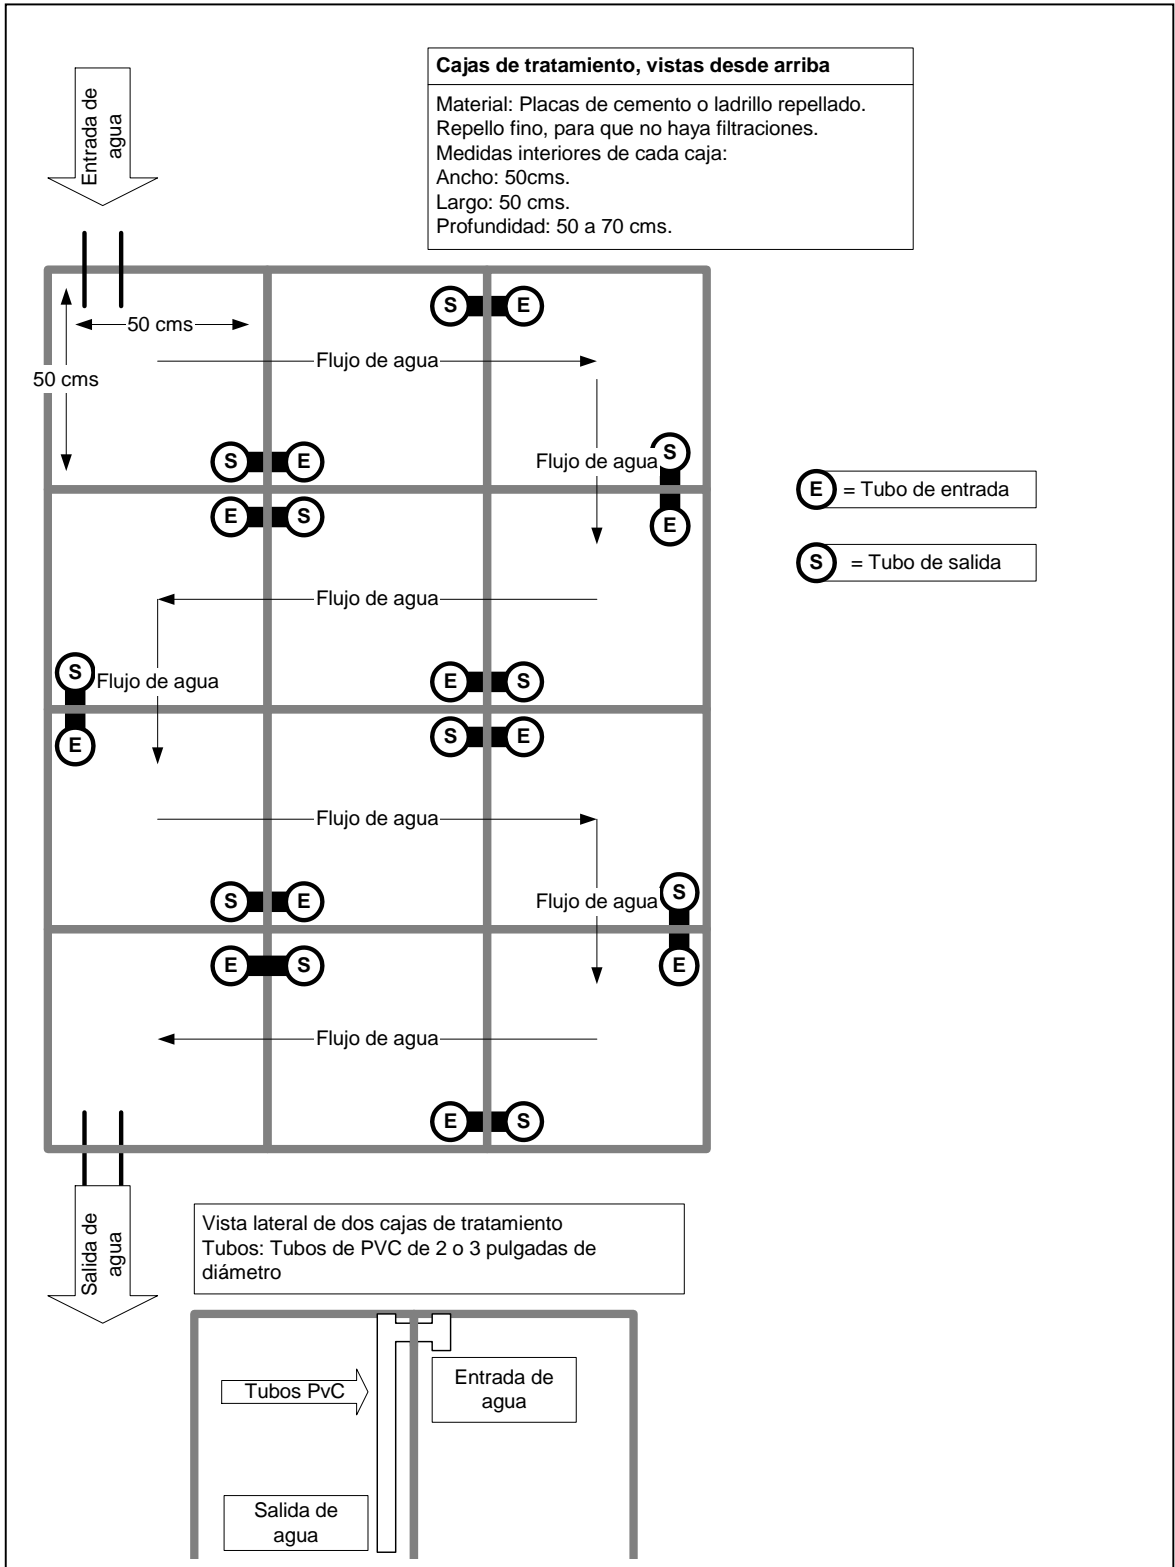 Entrada de
agua
Cajas de tratamiento, vistas desde arriba
Material: Placas de cemento o ladrillo repellado.
Repello fino, para que no haya filtraciones.
Medidas interiores de cada caja:
Ancho: 50cms.
Largo: 50 cms.
Profundidad: 50 a 70 cms.
S E
50 cms
Flujo de agua
50 cms
S E
Flujo de agua
S
E
E S
E = Tubo de entrada
S = Tubo de salida
Flujo de agua
S
E
Flujo de agua
E S
S E
Flujo de agua
S E
Flujo de agua
S
E
E S
Flujo de agua
E S
Salida de
agua
Vista lateral de dos cajas de tratamiento
Tubos: Tubos de PVC de 2 o 3 pulgadas de
diámetro
Tubos PvC
Entrada de
agua
Salida de
agua